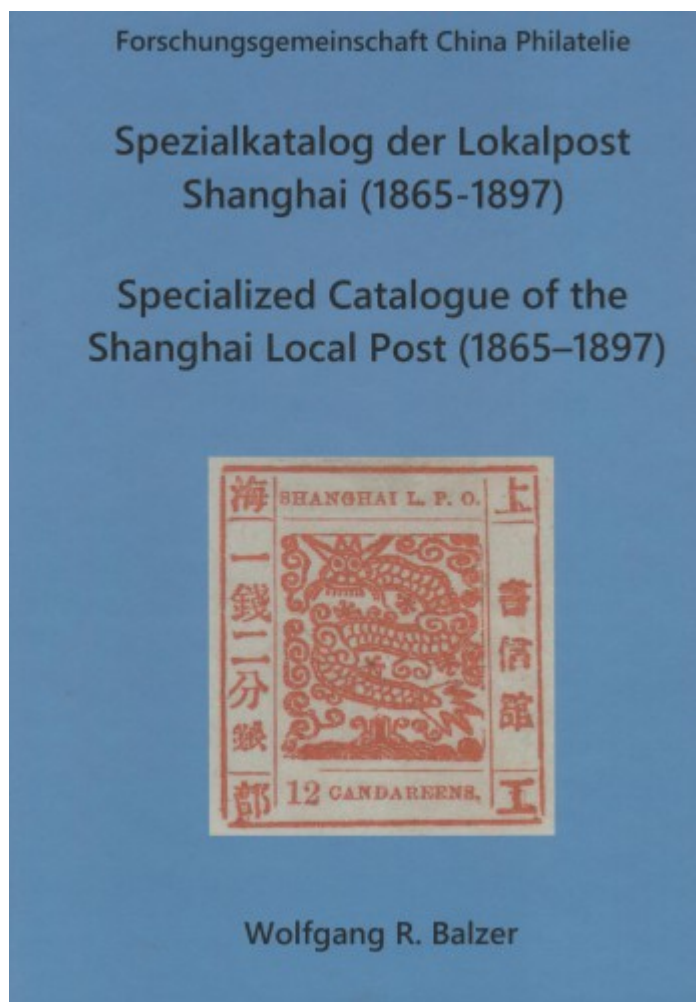 Forschungsgemeinschaft China Philatelie
Spezialkatalog der Lokalpost
Shanghai (1865-1897)
Specialized Catalogue of the
Shanghai Local Post (1865–1897)
SHANGHAI L. P. O.
上
書信館
工
海
一錢二分銀
部
12 CANDAREENS.
Wolfgang R. Balzer